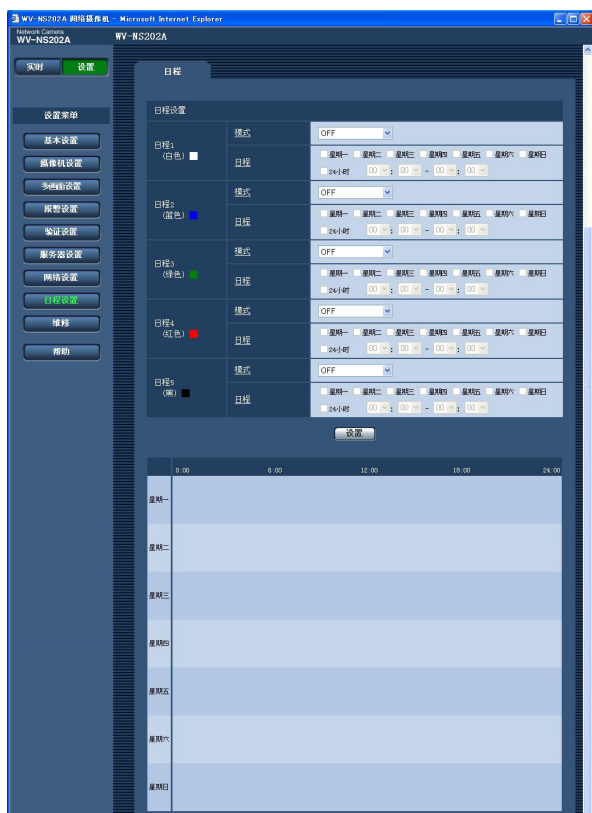 WV-NS202A 网络摄像机 - Microsoft Internet Explorer
Network Camera
WV-NS202A
WV-NS202A
实时
设置
日程
设置菜单
基本设置
摄像机设置
多画面设置
报警设置
验证设置
服务器设置
网络设置
日程设置
维修
帮助
日程设置
日程1
(白色)
模式
OFF
日程
星期一 星期二 星期三 星期四 星期五 星期六 星期日
24小时 00 : 00 - 00 : 00
日程2
(蓝色)
模式
OFF
日程
星期一 星期二 星期三 星期四 星期五 星期六 星期日
24小时 00 : 00 - 00 : 00
日程3
(绿色)
模式
OFF
日程
星期一 星期二 星期三 星期四 星期五 星期六 星期日
24小时 00 : 00 - 00 : 00
日程4
(红色)
模式
OFF
日程
星期一 星期二 星期三 星期四 星期五 星期六 星期日
24小时 00 : 00 - 00 : 00
日程5
(黑)
模式
OFF
日程
星期一 星期二 星期三 星期四 星期五 星期六 星期日
24小时 00 : 00 - 00 : 00
设置
0:00 6:00 12:00 18:00 24:00
星期一
星期二
星期三
星期四
星期五
星期六
星期日